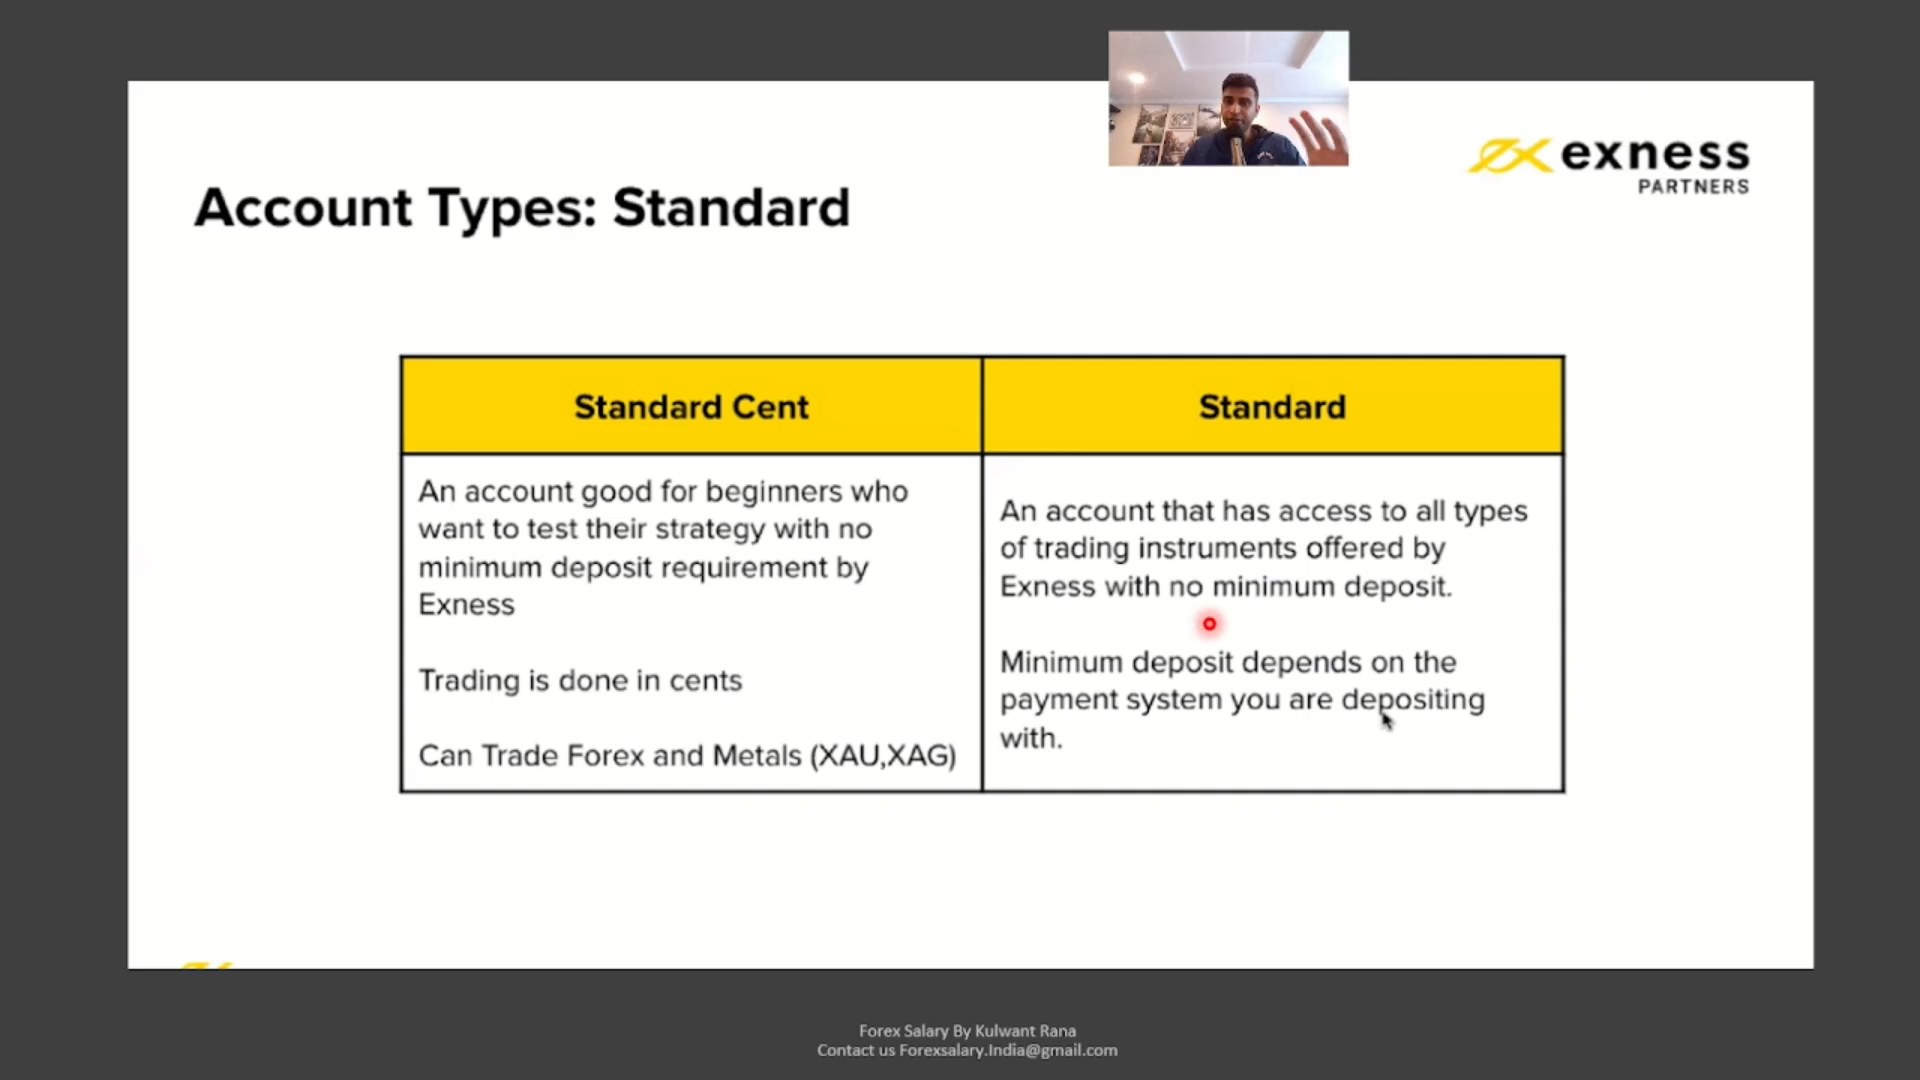 exness
PARTNERS
Account Types: Standard
Standard Cent
An account good for beginners who
want to test their strategy with no
minimum deposit requirement by
Exness
Trading is done in cents
Can Trade Forex and Metals (XAU,XAG)
Standard
An account that has access to all types
of trading instruments offered by
Exness with no minimum deposit.
Minimum deposit depends on the
payment system you are depositing
with.
Forex Salary By Kulwant Rana
Contact us Forexsalary.India@gmail.com